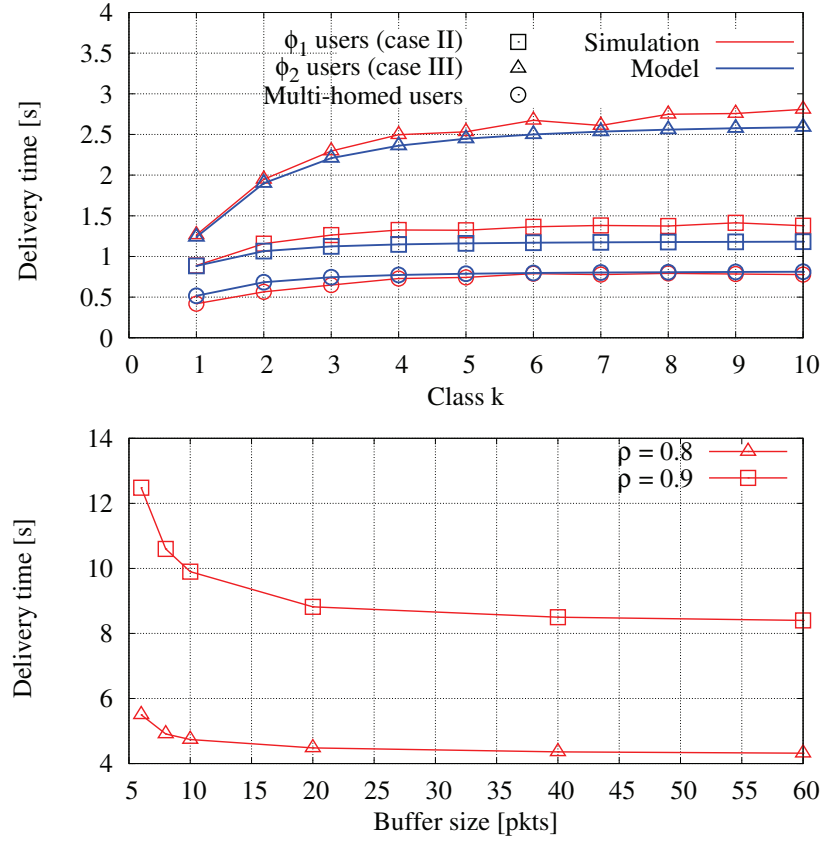 4
3.5
3
2.5
2
1.5
1
0.5
0
ϕ1 users (case II)
ϕ2 users (case III)
Multi-homed users
Simulation
Model
Delivery time [s]
0 1 2 3 4 5 6 7 8 9 10
Class k
14
12
10
8
6
4
ρ = 0.8
ρ = 0.9
Delivery time [s]
5 10 15 20 25 30 35 40 45 50 55 60
Buffer size [pkts]